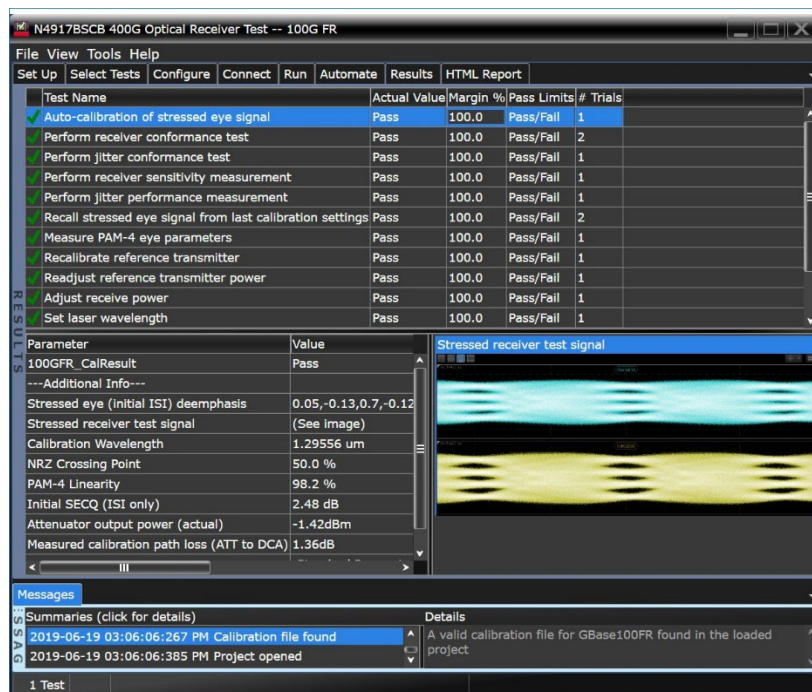 N4917BSCB 400G Optical Receiver Test -- 100G FR
File View Tools Help
Set Up Select Tests Configure Connect Run Automate Results HTML Report
Test Name Actual Value Margin % Pass Limits # Trials
Auto-calibration of stressed eye signal Pass 100.0 Pass/Fail 1
Perform receiver conformance test Pass 100.0 Pass/Fail 2
Perform jitter conformance test Pass 100.0 Pass/Fail 1
Perform receiver sensitivity measurement Pass 100.0 Pass/Fail 1
Perform jitter performance measurement Pass 100.0 Pass/Fail 1
Recall stressed eye signal from last calibration settings Pass 100.0 Pass/Fail 2
Measure PAM-4 eye parameters Pass 100.0 Pass/Fail 1
Recalibrate reference transmitter Pass 100.0 Pass/Fail 1
Readjust reference transmitter power Pass 100.0 Pass/Fail 1
Adjust receive power Pass 100.0 Pass/Fail 1
Set laser wavelength Pass 100.0 Pass/Fail 1
RESULTS
Parameter Value
100GFR_CalResult Pass
---Additional Info---
Stressed eye (initial ISI) deemphasis 0.05,-0.13,0.7,-0.12
Stressed receiver test signal (See image)
Calibration Wavelength 1.29556 um
NRZ Crossing Point 50.0 %
PAM-4 Linearity 98.2 %
Initial SECQ (ISI only) 2.48 dB
Attenuator output power (actual) -1.42dBm
Measured calibration path loss (ATT to DCA) 1.36dB
Stressed receiver test signal
Messages
Summaries (click for details) Details
2019-06-19 03:06:06:267 PM Calibration file found
2019-06-19 03:06:06:385 PM Project opened
A valid calibration file for GBase100FR found in the loaded
project
1 Test